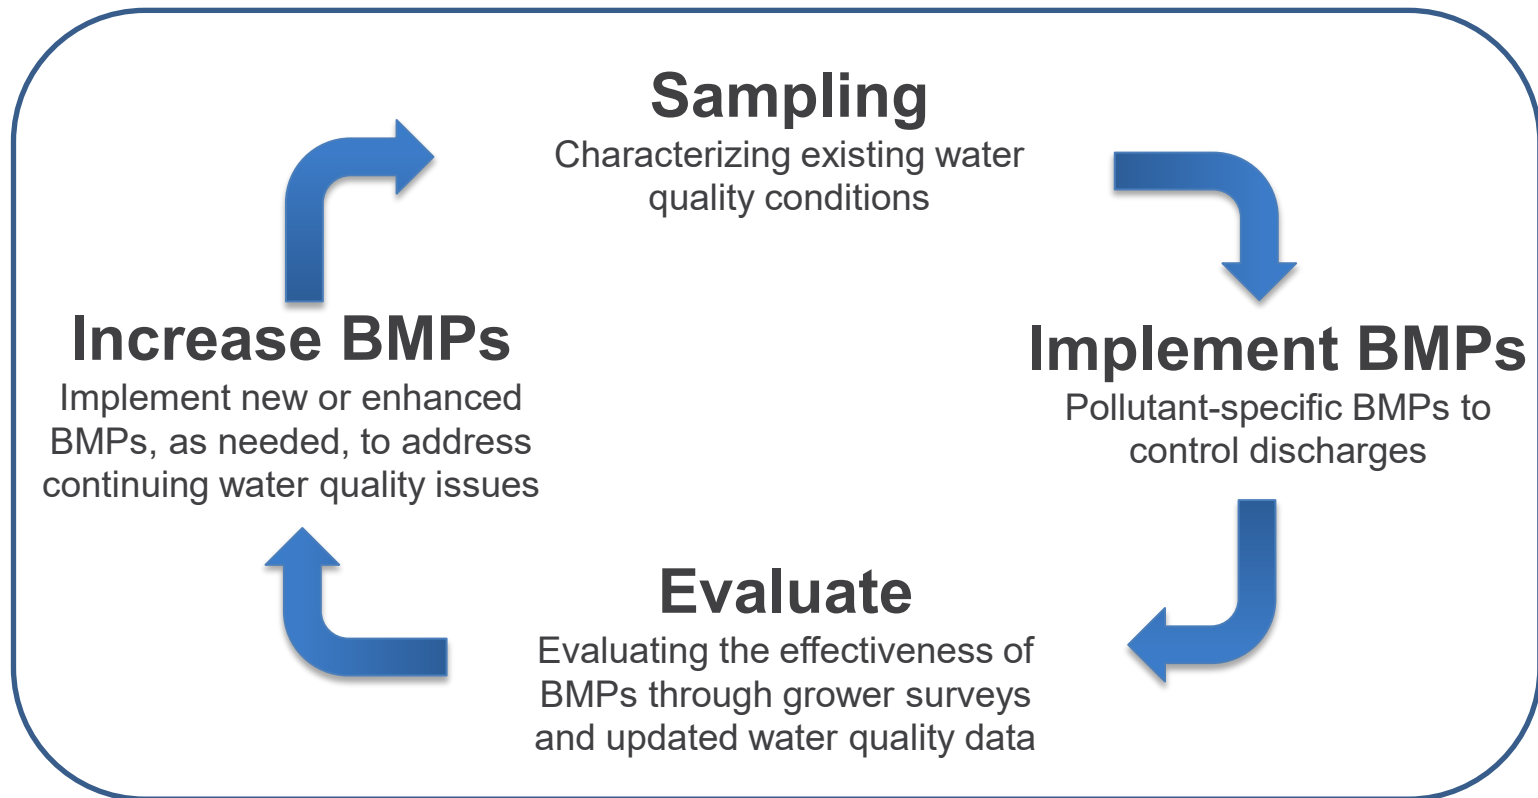 Sampling
Characterizing existing water
quality conditions
Implement BMPs
Pollutant-specific BMPs to
control discharges
Evaluate
Evaluating the effectiveness of
BMPs through grower surveys
and updated water quality data
Increase BMPs
Implement new or enhanced
BMPs, as needed, to address
continuing water quality issues